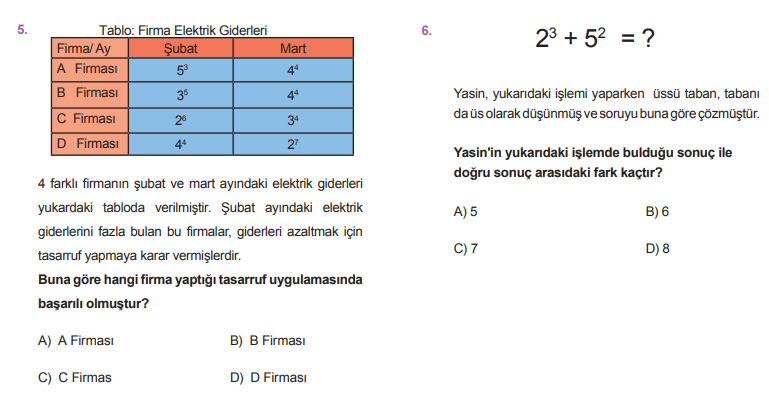 5.
Tablo: Firma Elektrik Giderleri
Firma/ Ay Şubat Mart
A Firması 5³ 4⁴
B Firması 3⁵ 4⁴
C Firması 2⁶ 3⁴
D Firması 4⁴ 2⁷
4 farklı firmanın şubat ve mart ayındaki elektrik giderleri
yukardaki tabloda verilmiştir. Şubat ayındaki elektrik
giderlerini fazla bulan bu firmalar, giderleri azaltmak için
tasarruf yapmaya karar vermişlerdir.
Buna göre hangi firma yaptığı tasarruf uygulamasında
başarılı olmuştur?
A) A Firması B) B Firması
C) C Firmas D) D Firması
6.
2³ + 5² = ?
Yasin, yukarıdaki işlemi yaparken üssü taban, tabanı
da üs olarak düşünmüş ve soruyu buna göre çözmüştür.
Yasin'in yukarıdaki işlemde bulduğu sonuç ile
doğru sonuç arasıdaki fark kaçtır?
A) 5 B) 6
C) 7 D) 8